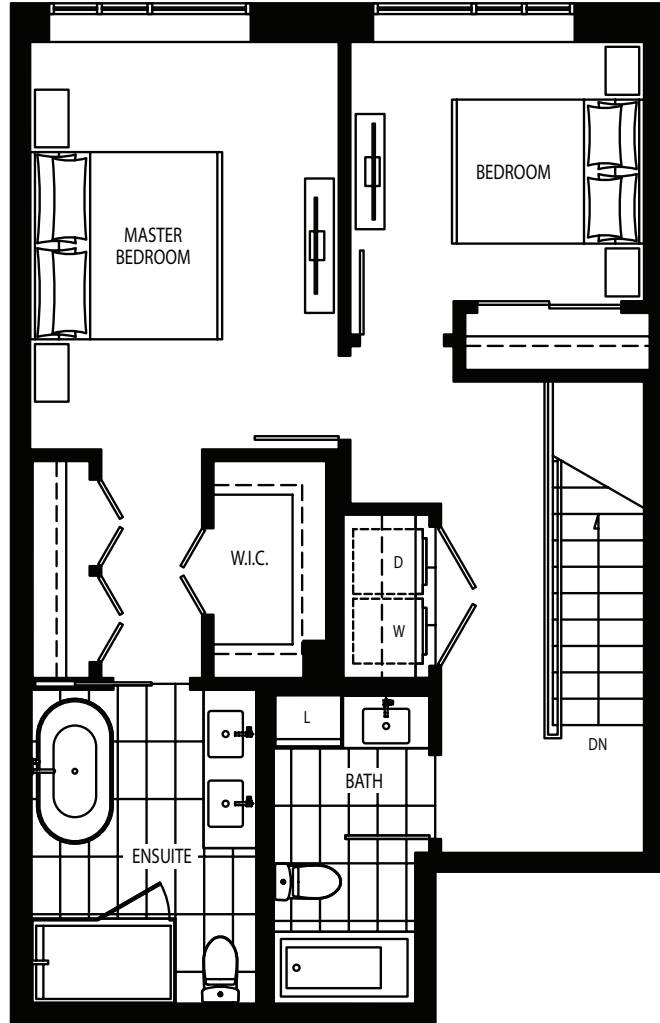 BEDROOM
MASTER
BEDROOM
W.I.C.
D
W
L
DN
BATH
ENSUITE